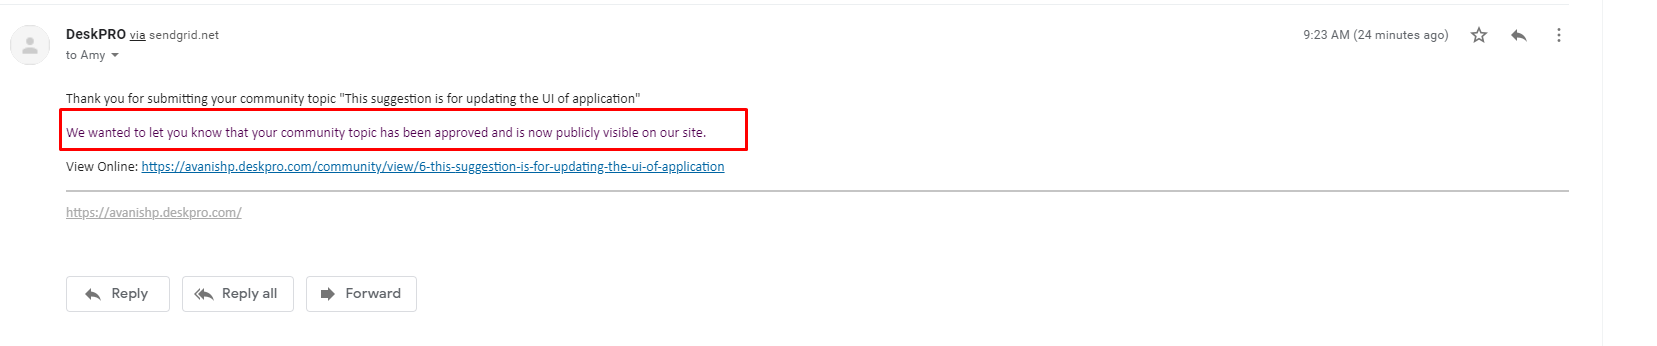 DeskPRO via sendgrid.net
9:23 AM (24 minutes ago)
to Amy
Thank you for submitting your community topic "This suggestion is for updating the UI of application"
We wanted to let you know that your community topic has been approved and is now publicly visible on our site.
View Online: https://avanishp.deskpro.com/community/view/6-this-suggestion-is-for-updating-the-ui-of-application
https://avanishp.deskpro.com/
Reply
Reply all
Forward